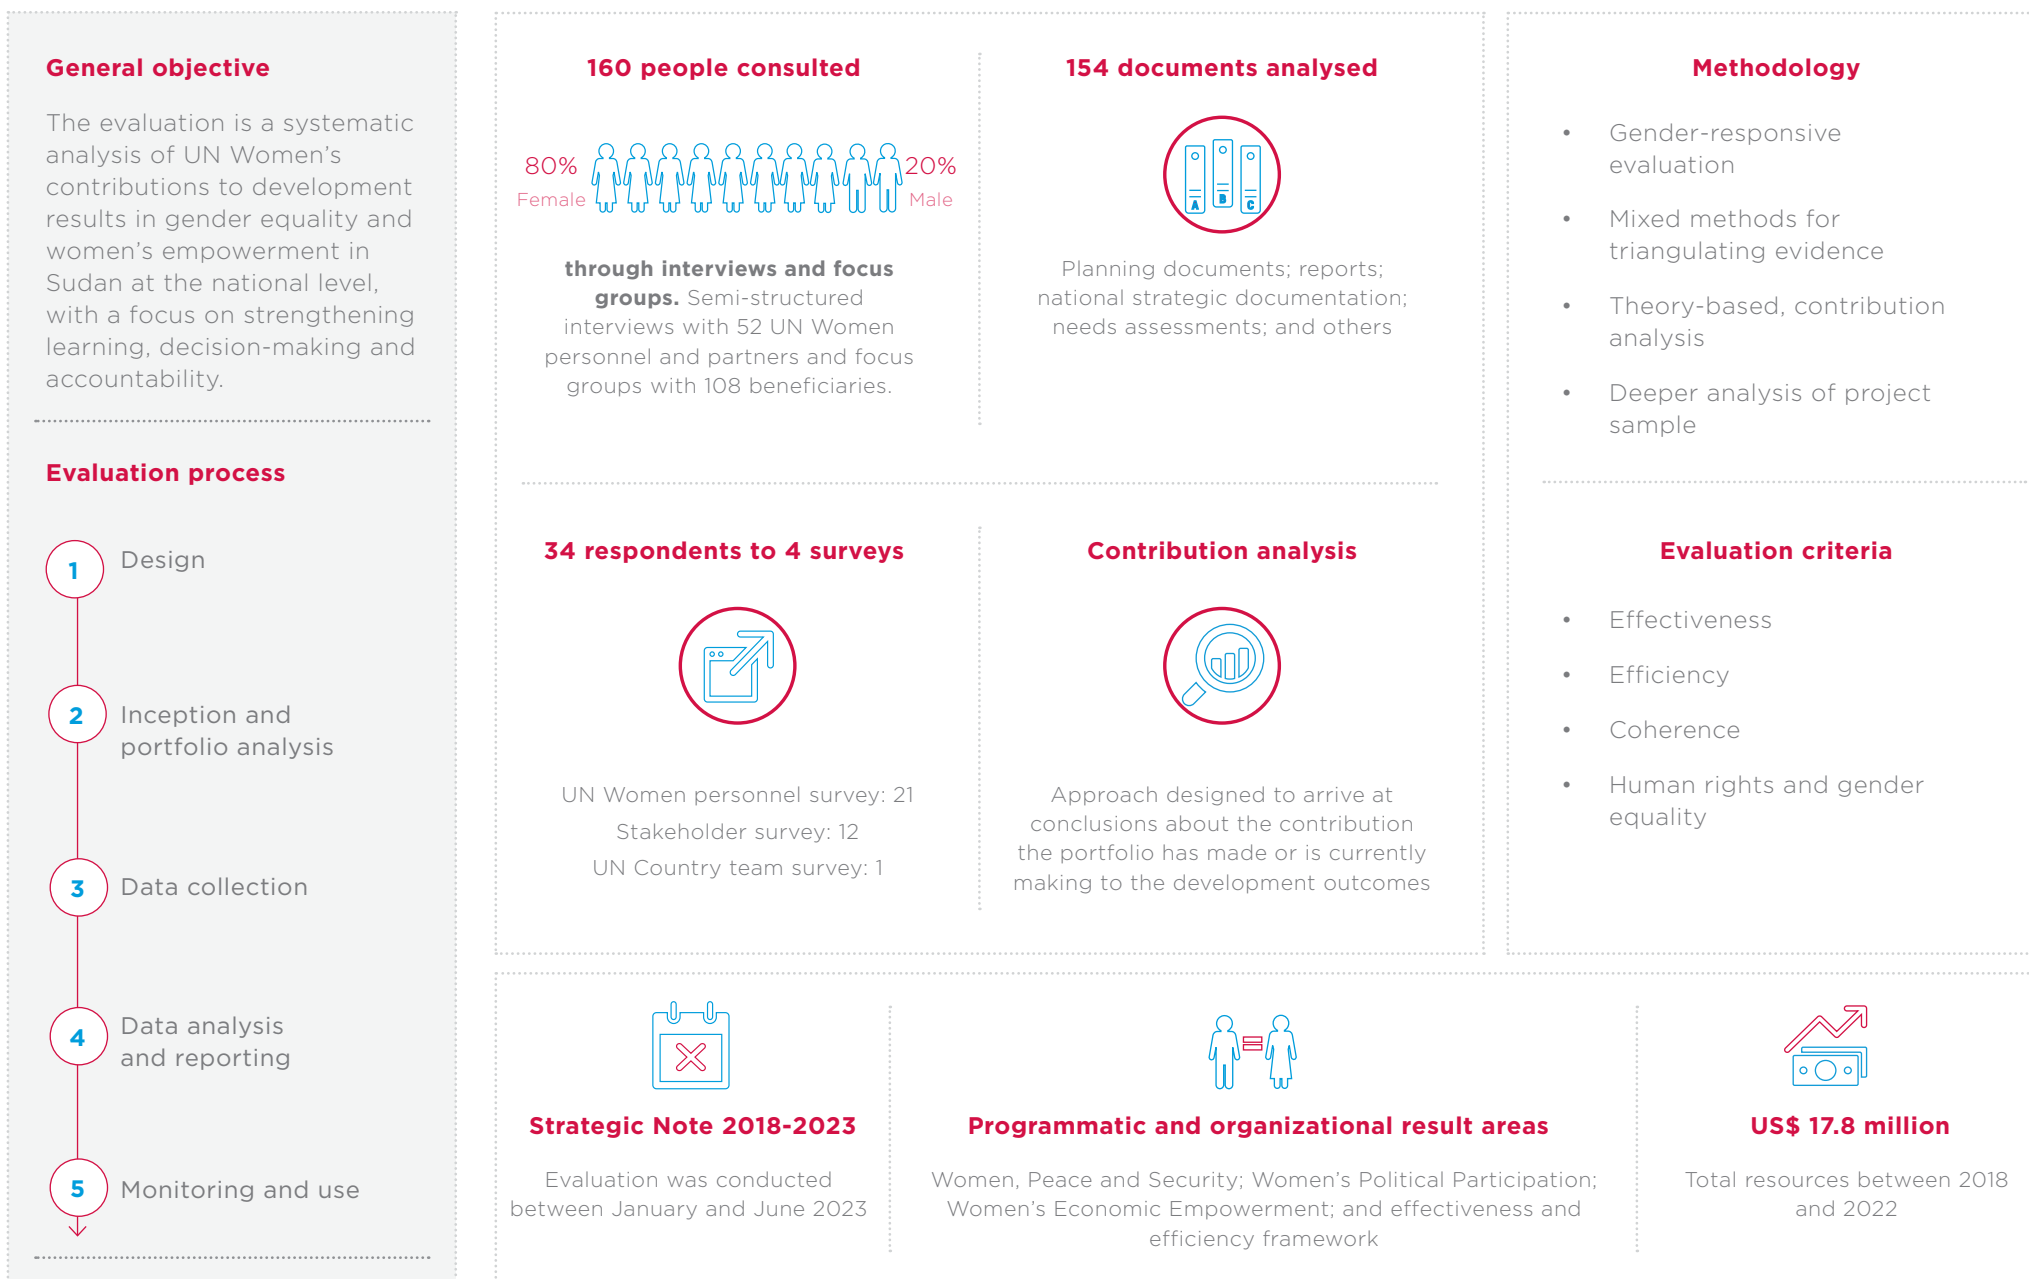 General objective
The evaluation is a systematic
analysis of UN Women's
contributions to development
results in gender equality and
women's empowerment in
Sudan at the national level,
with a focus on strengthening
learning, decision-making and
accountability.
Evaluation process
1
Design
2
Inception and
portfolio analysis
3
Data collection
4
Data analysis
and reporting
5
Monitoring and use
160 people consulted
80%
Female
20%
Male
through interviews and focus
groups. Semi-structured
interviews with 52 UN Women
personnel and partners and focus
groups with 108 beneficiaries.
154 documents analysed
A
B
C
Planning documents; reports;
national strategic documentation;
needs assessments; and others
34 respondents to 4 surveys
UN Women personnel survey: 21
Stakeholder survey: 12
UN Country team survey: 1
Contribution analysis
Approach designed to arrive at
conclusions about the contribution
the portfolio has made or is currently
making to the development outcomes
Methodology
• Gender-responsive
evaluation
• Mixed methods for
triangulating evidence
• Theory-based, contribution
analysis
• Deeper analysis of project
sample
Evaluation criteria
• Effectiveness
• Efficiency
• Coherence
• Human rights and gender
equality
Strategic Note 2018-2023
Evaluation was conducted
between January and June 2023
Programmatic and organizational result areas
Women, Peace and Security; Women's Political Participation;
Women's Economic Empowerment; and effectiveness and
efficiency framework
US$ 17.8 million
Total resources between 2018
and 2022